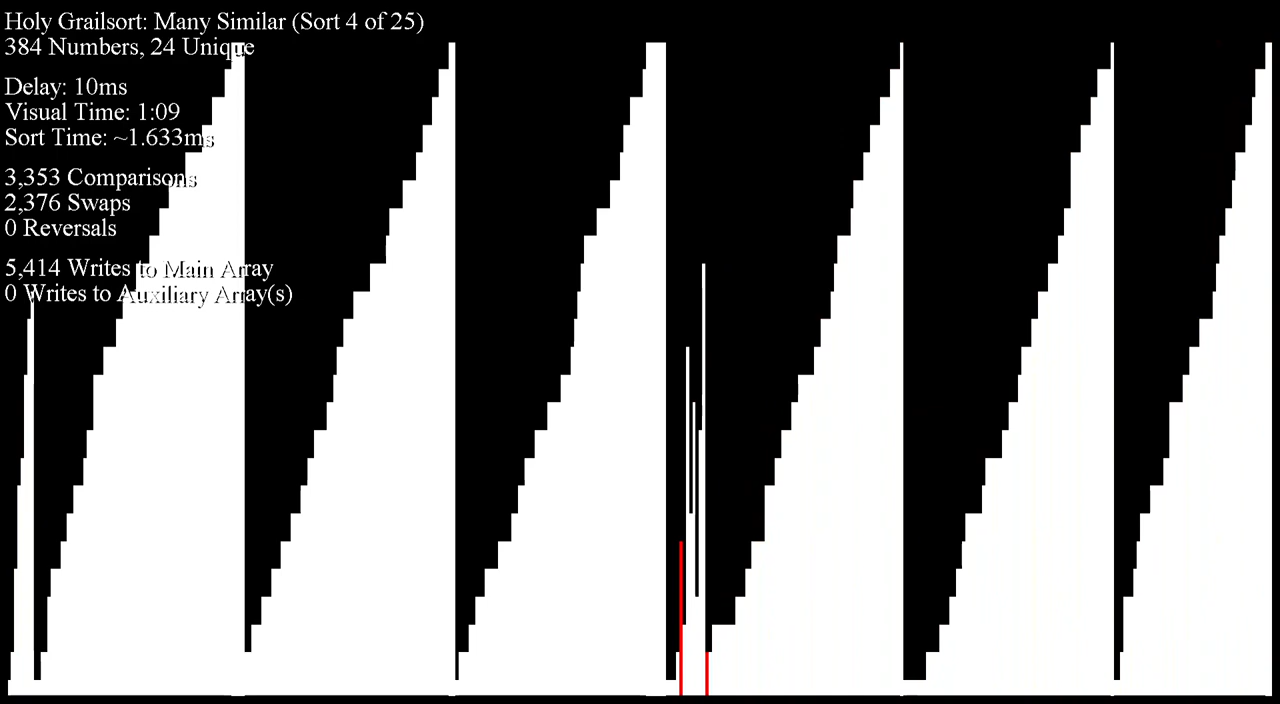 Holy Grailsort: Many Similar (Sort 4 of 25)
384 Numbers, 24 Unique
Delay: 10ms
Visual Time: 1:09
Sort Time: ~1.633ms
3,353 Comparisons
2,376 Swaps
0 Reversals
5,414 Writes to Main Array
0 Writes to Auxiliary Array(s)